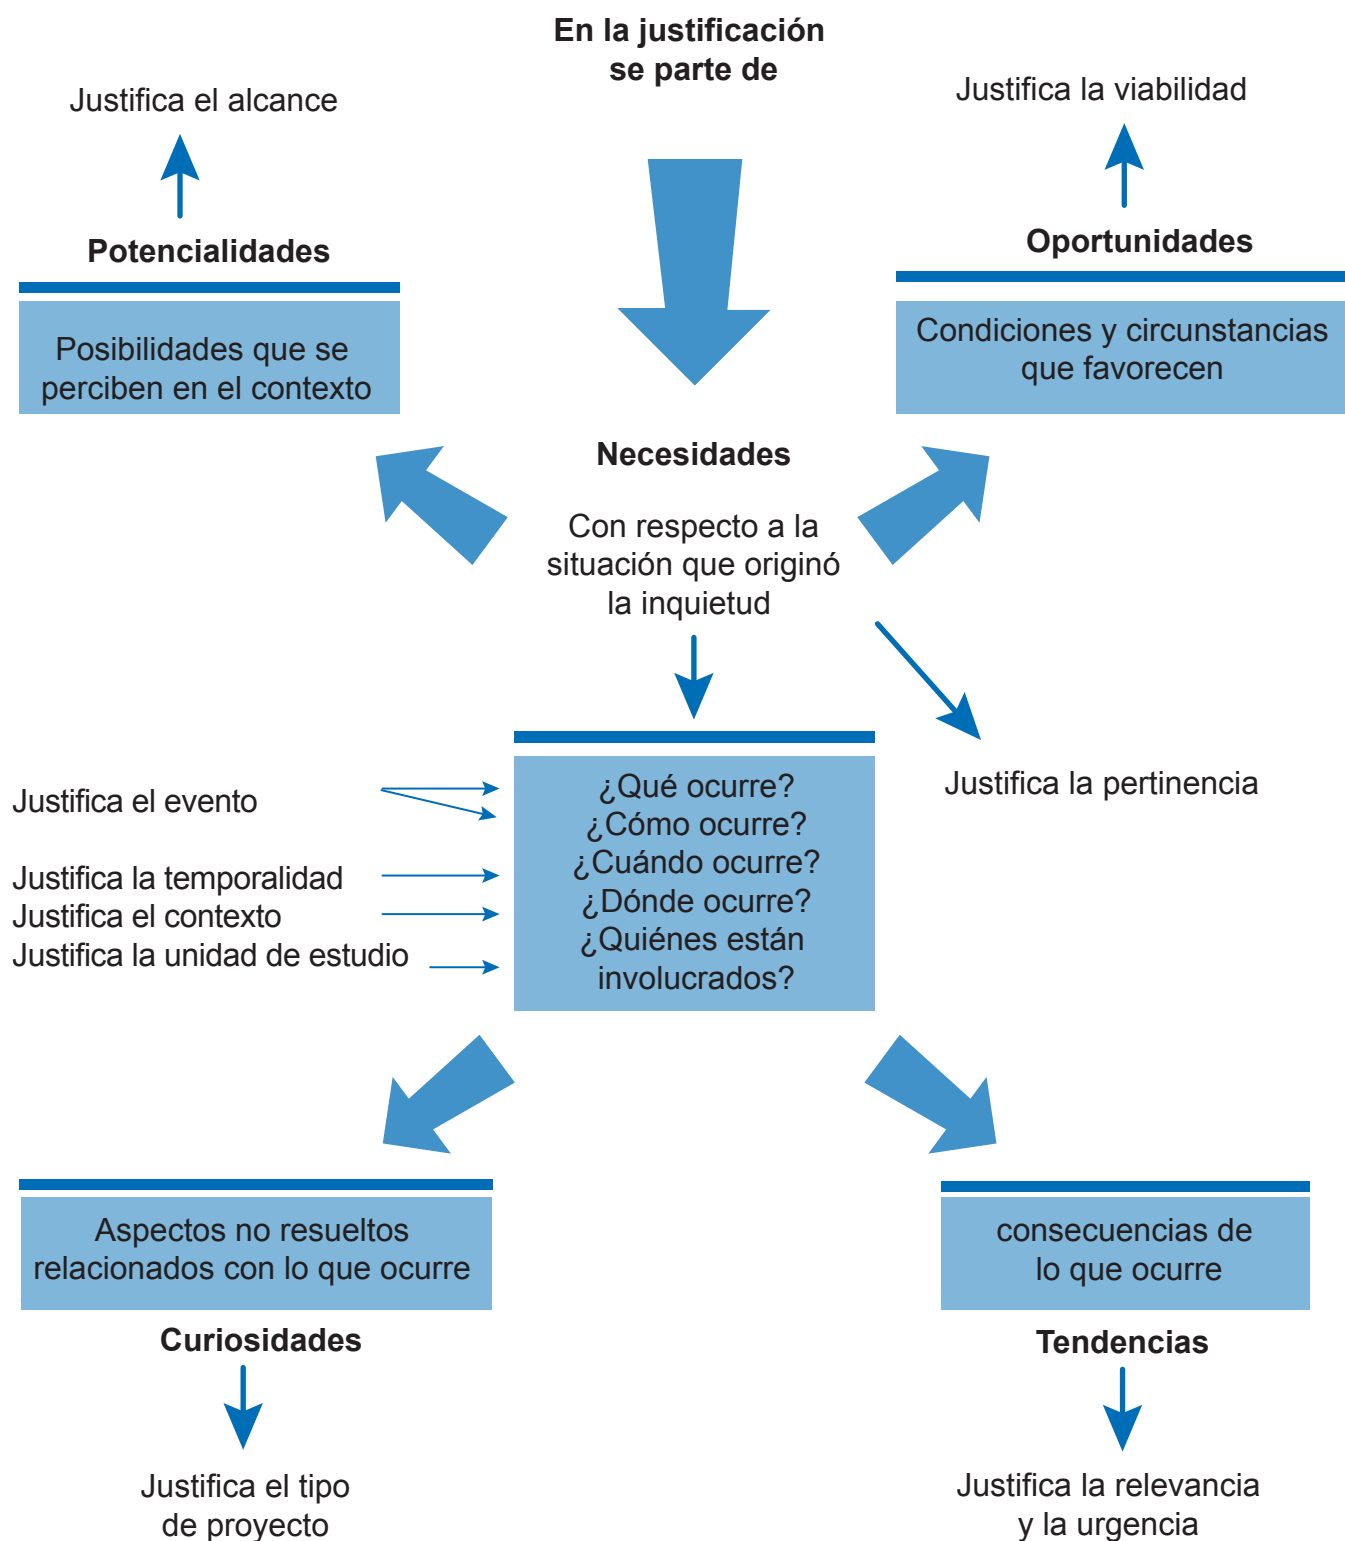 En la justificación
se parte de
Justifica el alcance
Justifica la viabilidad
Potencialidades
Oportunidades
Posibilidades que se
perciben en el contexto
Condiciones y circunstancias
que favorecen
Necesidades
Con respecto a la
situación que originó
la inquietud
Justifica la pertinencia
Justifica el evento
Justifica la temporalidad
Justifica el contexto
Justifica la unidad de estudio
¿Qué ocurre?
¿Cómo ocurre?
¿Cuándo ocurre?
¿Dónde ocurre?
¿Quiénes están
involucrados?
Aspectos no resueltos
relacionados con lo que ocurre
Curiosidades
Justifica el tipo
de proyecto
consecuencias de
lo que ocurre
Tendencias
Justifica la relevancia
y la urgencia